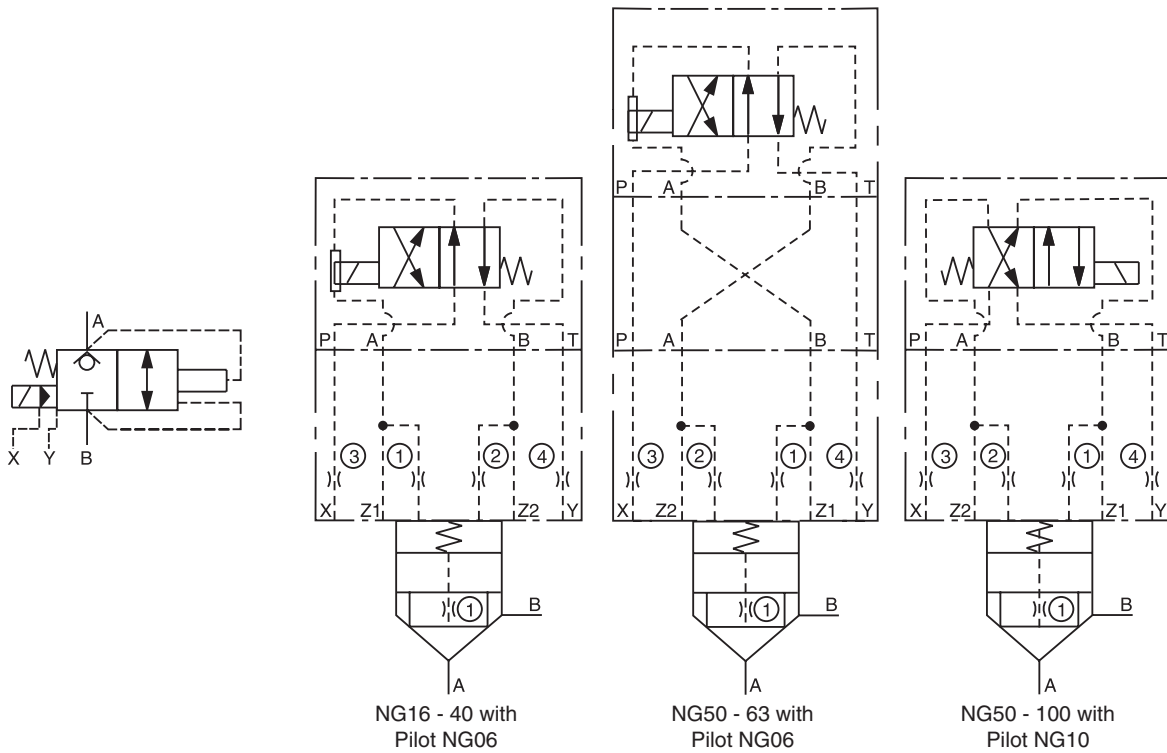 A
X Y B
P A B T
③ ① ② ④
X Z1 Z2 Y
① B
A
NG16 - 40 with
Pilot NG06
P A B T
P A B T
③ ② ① ④
X Z2 Z1 Y
① B
A
NG50 - 63 with
Pilot NG06
P A B T
③ ② ① ④
X Z2 Z1 Y
① B
A
NG50 - 100 with
Pilot NG10